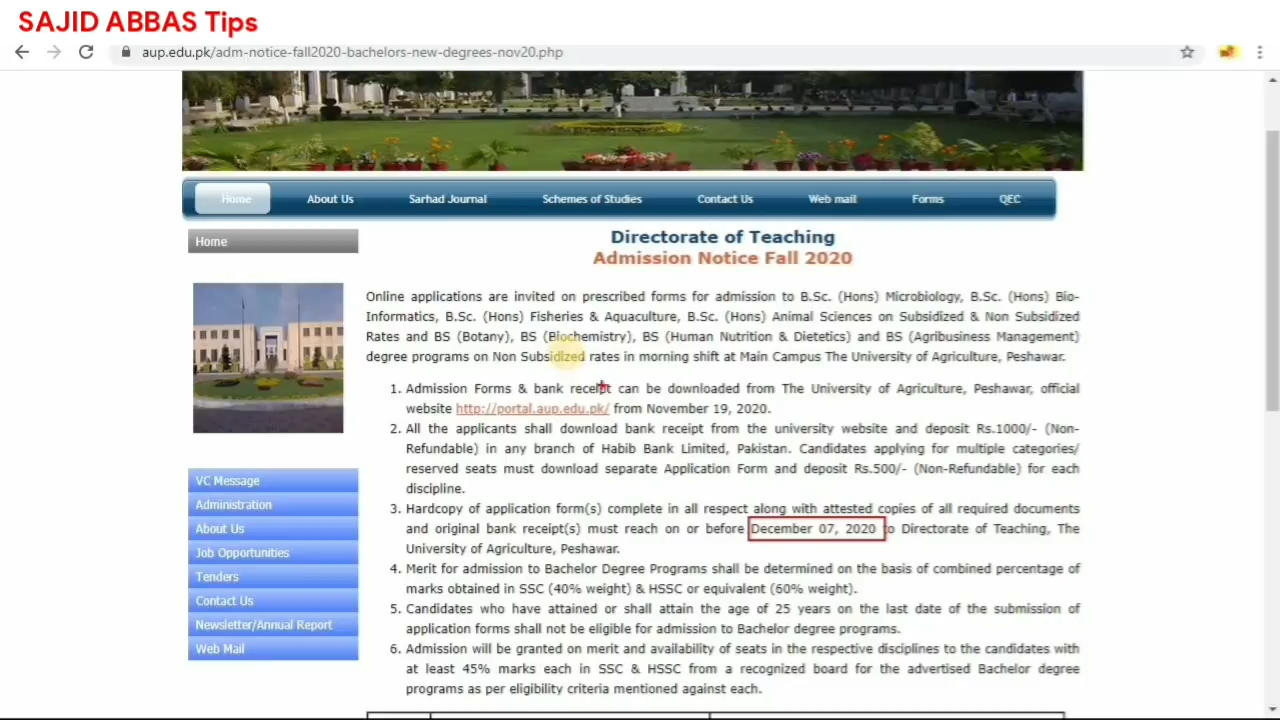 SAJID ABBAS Tips
aup.edu.pk/adm-notice-fall2020-bachelors-new-degrees-nov20.php
Home About Us Sarhad Journal Schemes of Studies Contact Us Web mail Forms QEC
Home
VC Message
Administration
About Us
Job Opportunities
Tenders
Contact Us
Newsletter/Annual Report
Web Mail
Directorate of Teaching
Admission Notice Fall 2020
Online applications are invited on prescribed forms for admission to B.Sc. (Hons) Microbiology, B.Sc. (Hons) Bio-
Informatics, B.Sc. (Hons) Fisheries & Aquaculture, B.Sc. (Hons) Animal Sciences on Subsidized & Non Subsidized
Rates and BS (Botany), BS (Biochemistry), BS (Human Nutrition & Dietetics) and BS (Agribusiness Management)
degree programs on Non Subsidized rates in morning shift at Main Campus The University of Agriculture, Peshawar.
1. Admission Forms & bank receipt can be downloaded from The University of Agriculture, Peshawar, official
website http://portal.aup.edu.pk/ from November 19, 2020.
2. All the applicants shall download bank receipt from the university website and deposit Rs.1000/- (Non-
Refundable) in any branch of Habib Bank Limited, Pakistan. Candidates applying for multiple categories/
reserved seats must download separate Application Form and deposit Rs.500/- (Non-Refundable) for each
discipline.
3. Hardcopy of application form(s) complete in all respect along with attested copies of all required documents
and original bank receipt(s) must reach on or before December 07, 2020 to Directorate of Teaching, The
University of Agriculture, Peshawar.
4. Merit for admission to Bachelor Degree Programs shall be determined on the basis of combined percentage of
marks obtained in SSC (40% weight) & HSSC or equivalent (60% weight).
5. Candidates who have attained or shall attain the age of 25 years on the last date of the submission of
application forms shall not be eligible for admission to Bachelor degree programs.
6. Admission will be granted on merit and availability of seats in the respective disciplines to the candidates with
at least 45% marks each in SSC & HSSC from a recognized board for the advertised Bachelor degree
programs as per eligibility criteria mentioned against each.